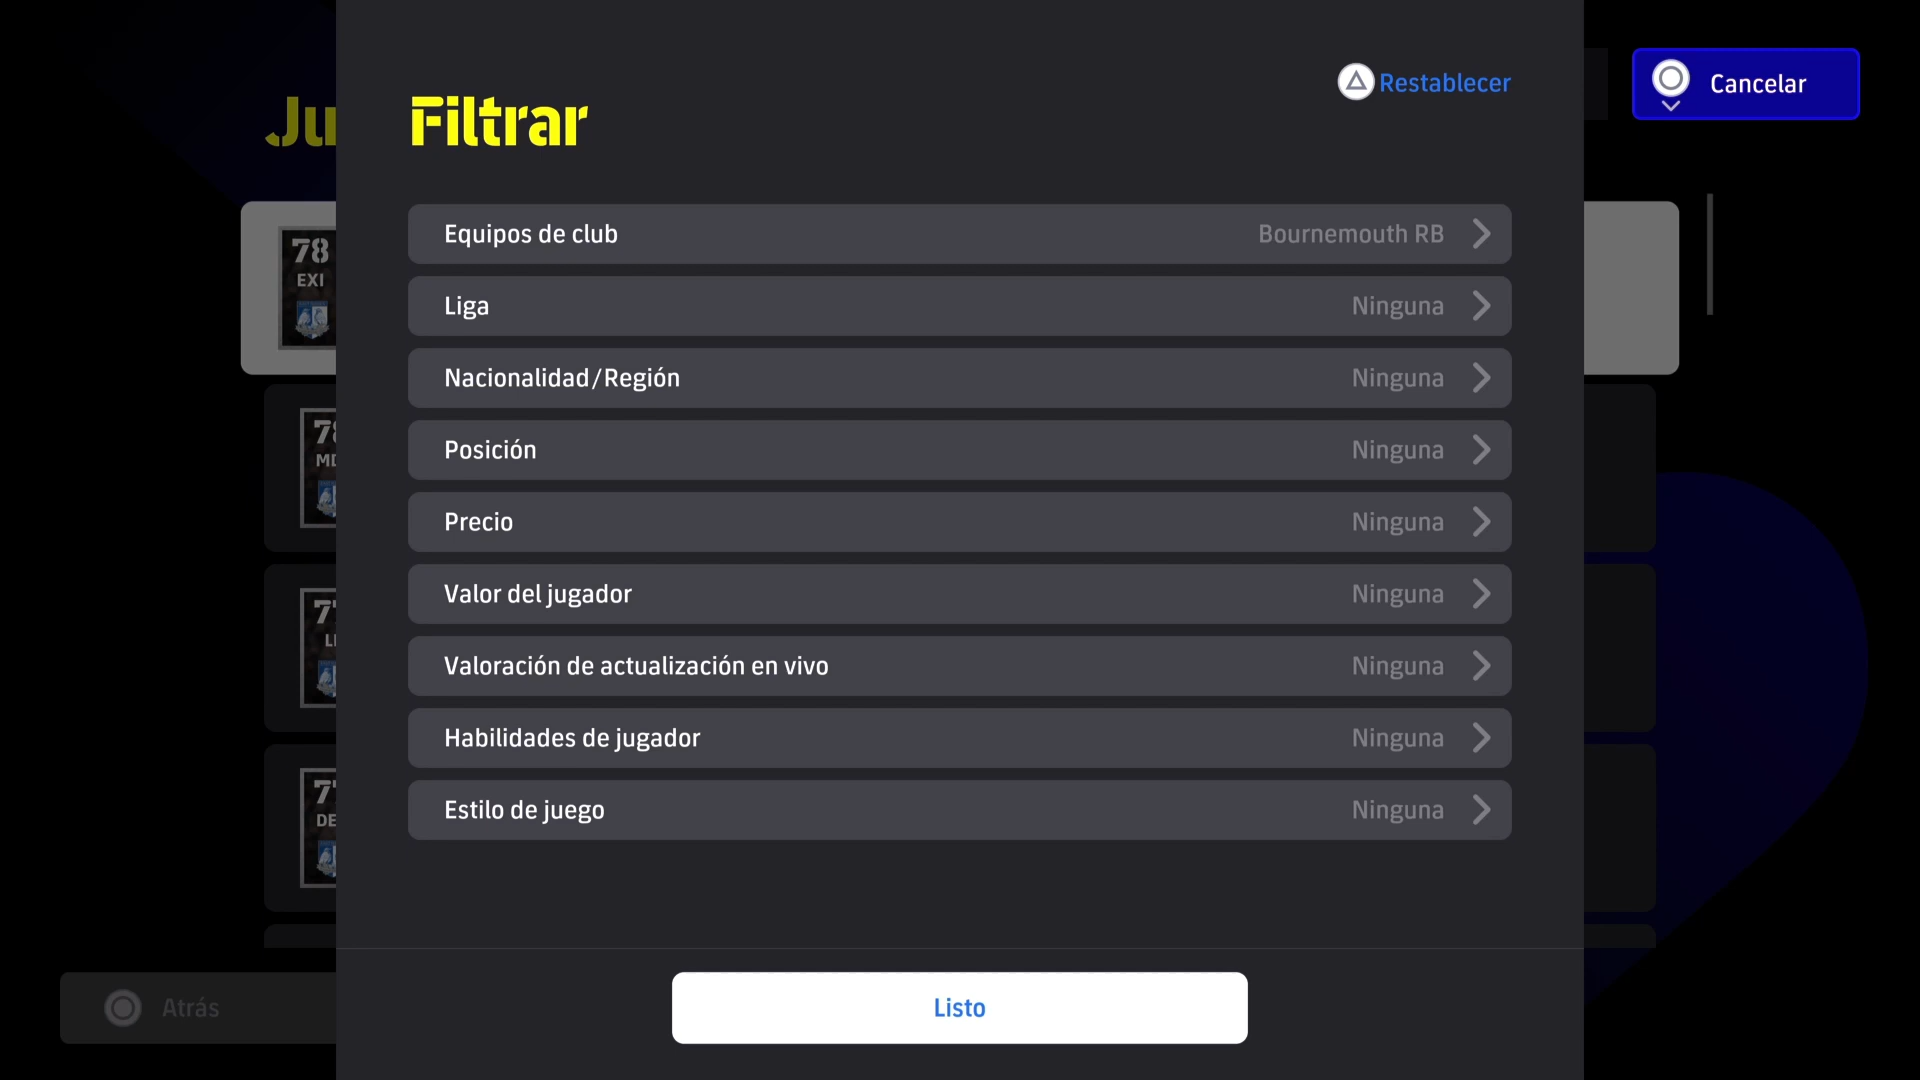 Restablecer
Cancelar
Filtrar
Equipos de club Bournemouth RB
Liga Ninguna
Nacionalidad/Región Ninguna
Posición Ninguna
Precio Ninguna
Valor del jugador Ninguna
Valoración de actualización en vivo Ninguna
Habilidades de jugador Ninguna
Estilo de juego Ninguna
Listo
Atrás
Ju
78
EXI